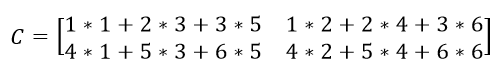 C = [1 * 1 + 2 * 3 + 3 * 5   1 * 2 + 2 * 4 + 3 * 6
4 * 1 + 5 * 3 + 6 * 5   4 * 2 + 5 * 4 + 6 * 6]